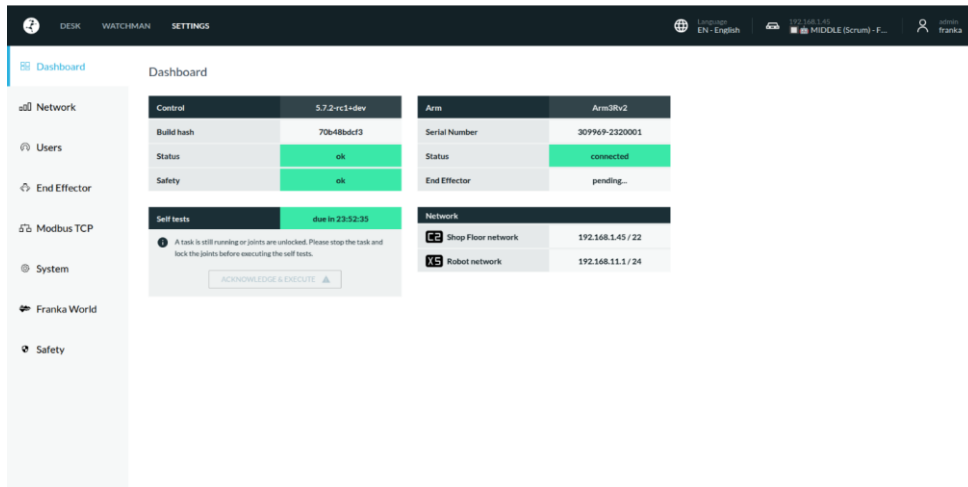 DESK WATCHMAN SETTINGS
Language
EN - English
192.168.1.45
MIDDLE (Scrum) - F...
admin
franka
Dashboard
Network
Users
End Effector
Modbus TCP
System
Franka World
Safety
Dashboard
Control 5.7.2-rc1+dev
Build hash 70b48bdcf3
Status ok
Safety ok
Arm Arm3Rv2
Serial Number 309969-2320001
Status connected
End Effector pending...
Self tests due in 23:52:35
A task is still running or joints are unlocked. Please stop the task and
lock the joints before executing the self tests.
ACKNOWLEDGE & EXECUTE
Network
C2 Shop Floor network 192.168.1.45 / 22
X5 Robot network 192.168.11.1 / 24